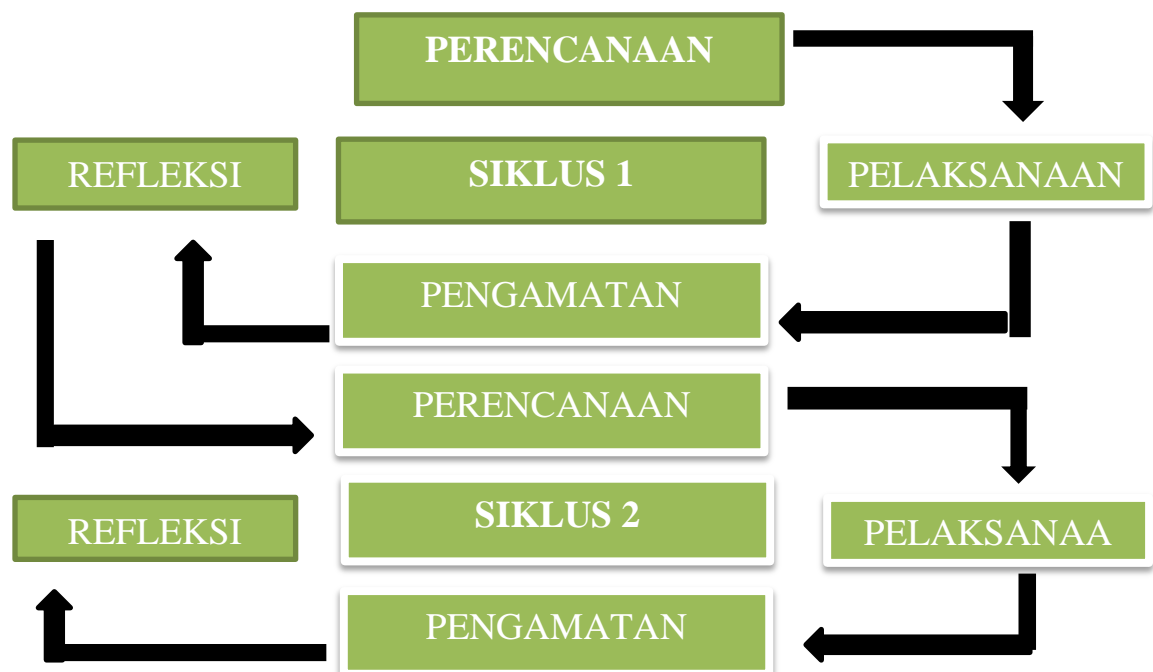 PERENCANAAN
REFLEKSI
SIKLUS 1
PELAKSANAAN
PENGAMATAN
PERENCANAAN
REFLEKSI
SIKLUS 2
PELAKSANAA
PENGAMATAN